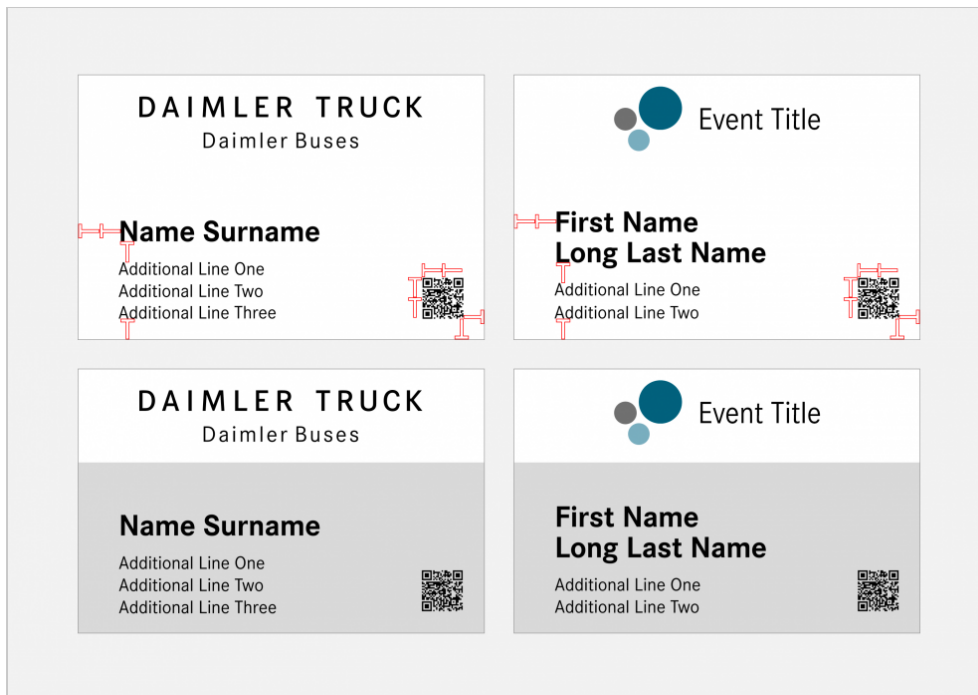 DAIMLER TRUCK
Daimler Buses
Name Surname
Additional Line One
Additional Line Two
Additional Line Three
Event Title
First Name
Long Last Name
Additional Line One
Additional Line Two
DAIMLER TRUCK
Daimler Buses
Name Surname
Additional Line One
Additional Line Two
Additional Line Three
Event Title
First Name
Long Last Name
Additional Line One
Additional Line Two